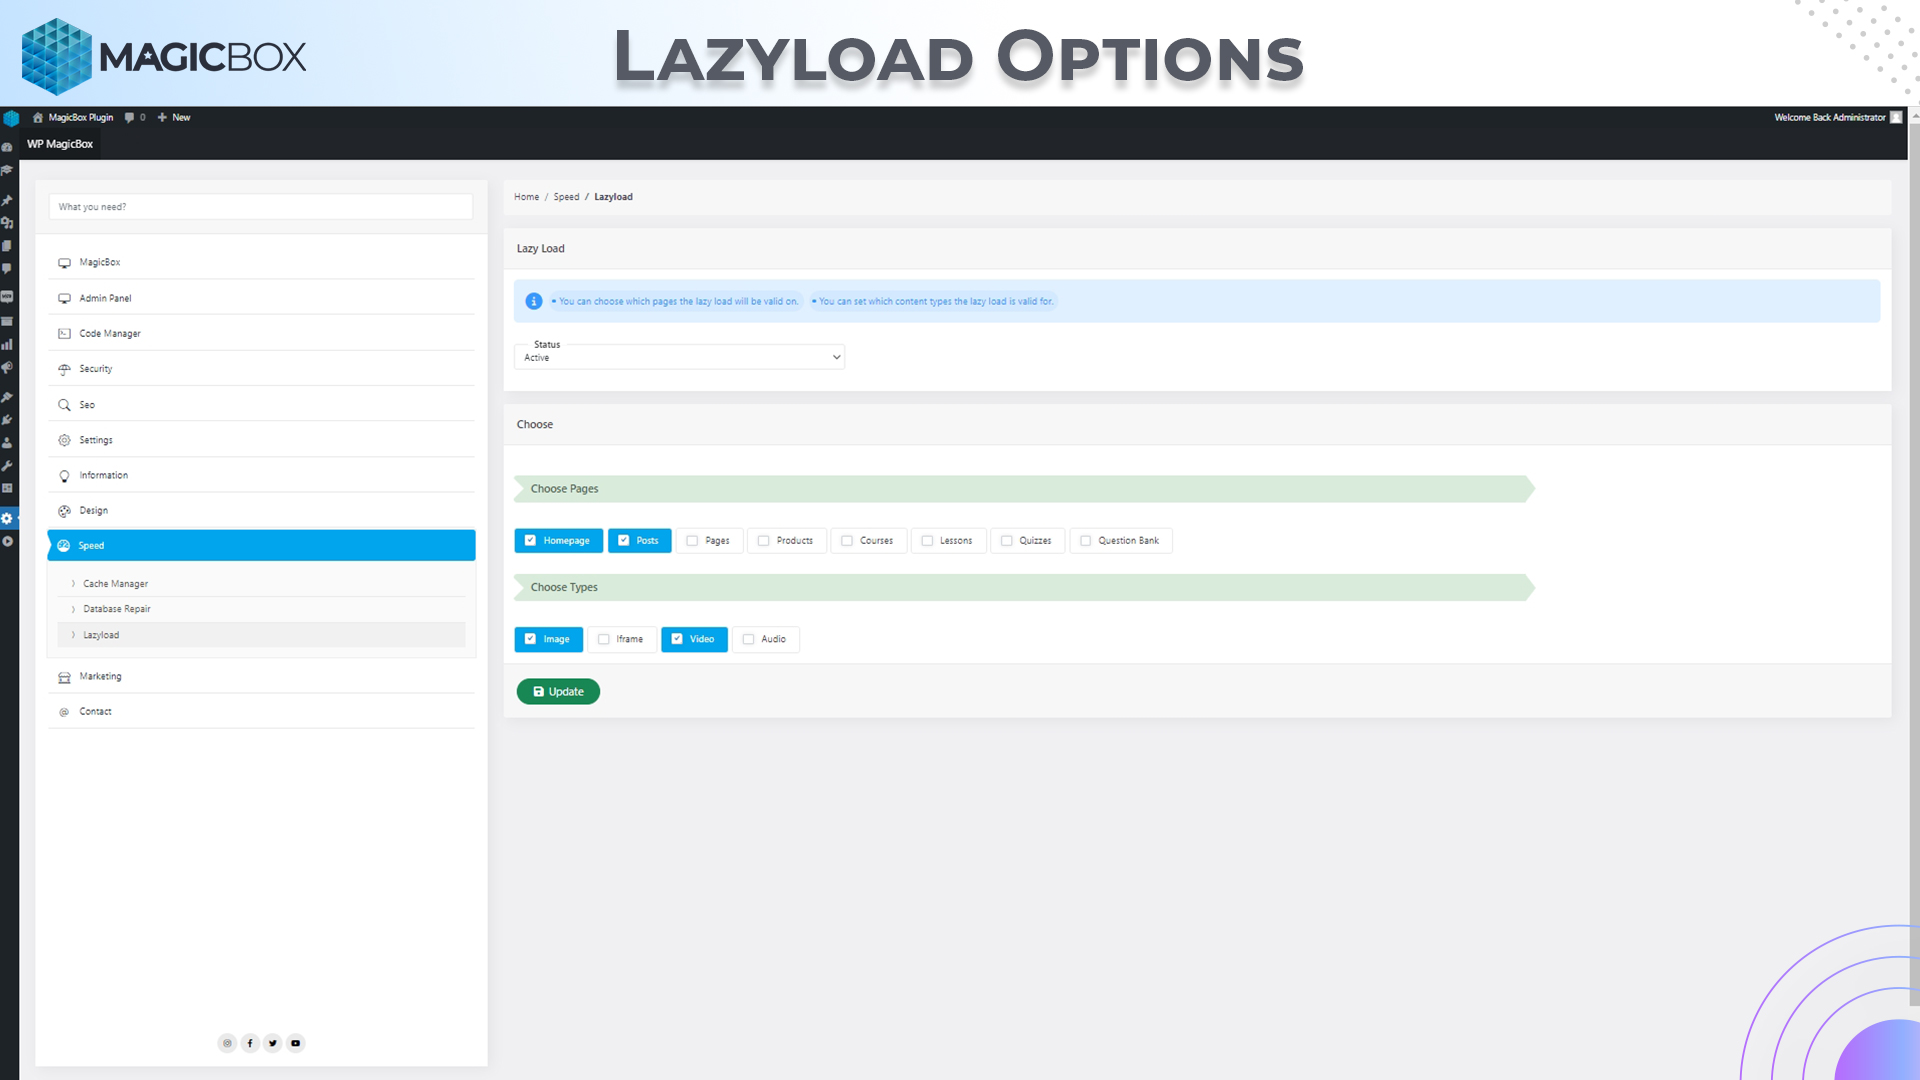 MAGICBOX
LAZYLOAD OPTIONS
MagicBox Plugin 0 New
Welcome Back Administrator
WP MagicBox
What you need?
MagicBox
Admin Panel
Code Manager
Security
Seo
Settings
Information
Design
Speed
Cache Manager
Database Repair
Lazyload
Marketing
Contact
Home / Speed / Lazyload
Lazy Load
You can choose which pages the lazy load will be valid on. You can set which content types the lazy load is valid for.
Status
Active
Choose
Choose Pages
Homepage Posts Pages Products Courses Lessons Quizzes Question Bank
Choose Types
Image Iframe Video Audio
Update